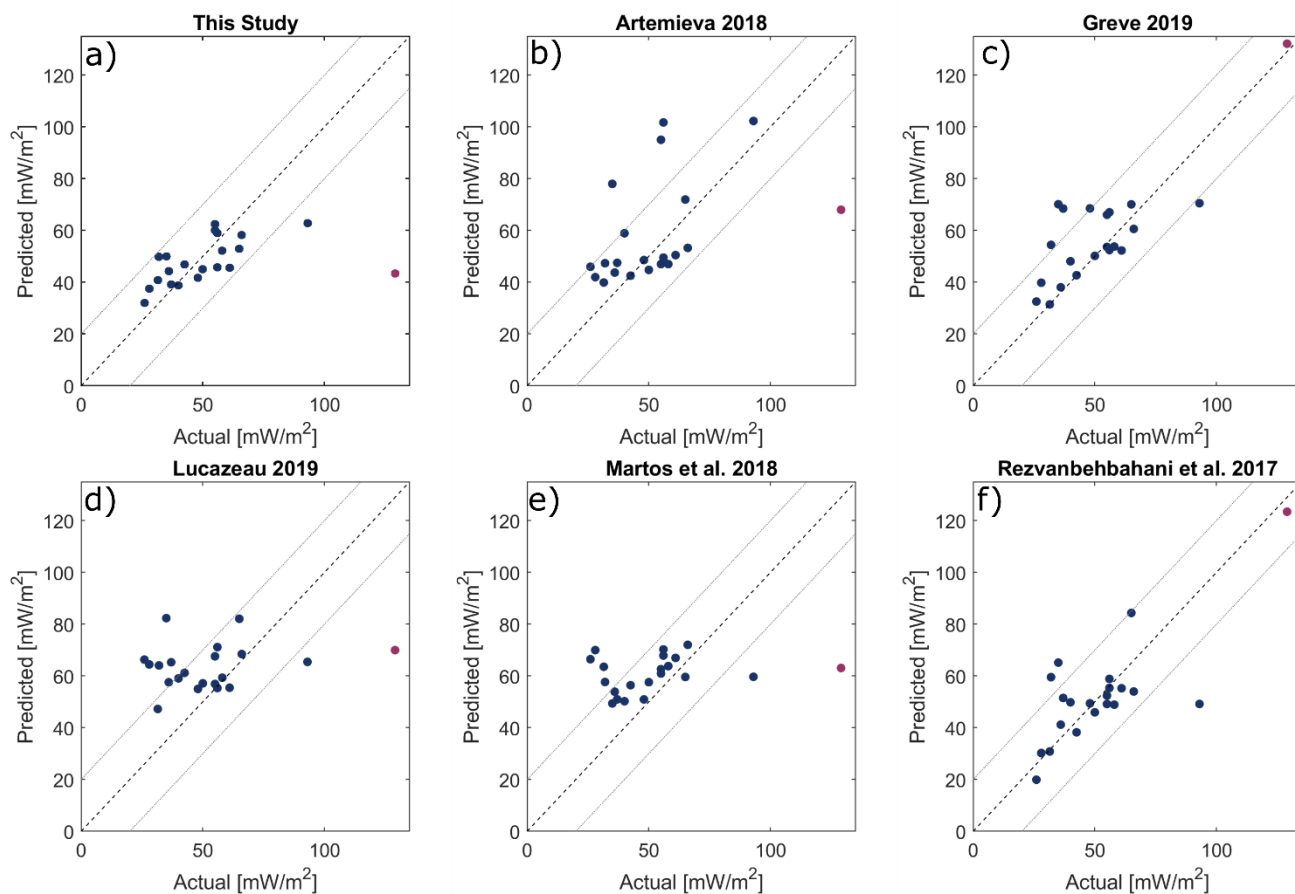 This Study
a)
120
100
80
60
40
20
0
Predicted [mW/m²]
0 50 100
Actual [mW/m²]
Artemieva 2018
b)
120
100
80
60
40
20
0
Predicted [mW/m²]
0 50 100
Actual [mW/m²]
Greve 2019
c)
120
100
80
60
40
20
0
Predicted [mW/m²]
0 50 100
Actual [mW/m²]
Lucazeau 2019
d)
120
100
80
60
40
20
0
Predicted [mW/m²]
0 50 100
Actual [mW/m²]
Martos et al. 2018
e)
120
100
80
60
40
20
0
Predicted [mW/m²]
0 50 100
Actual [mW/m²]
Rezvanbehbahani et al. 2017
f)
120
100
80
60
40
20
0
Predicted [mW/m²]
0 50 100
Actual [mW/m²]